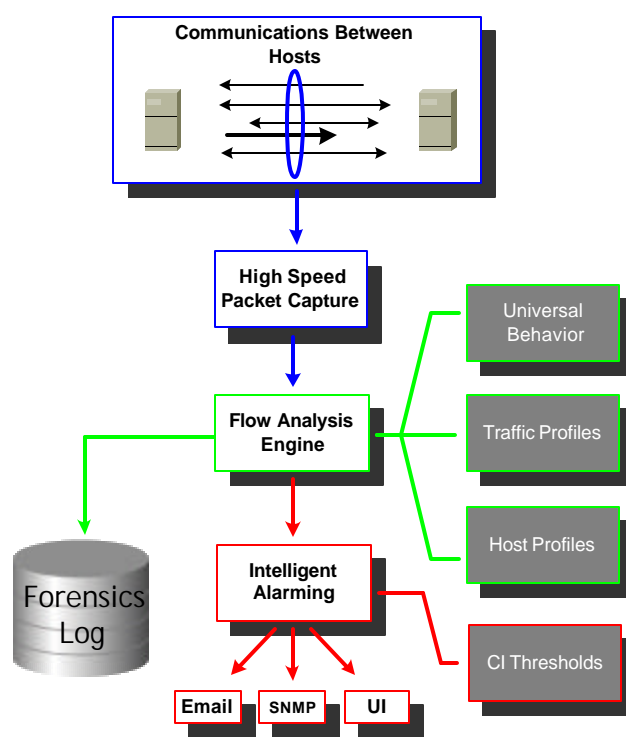 Communications Between
Hosts
High Speed
Packet Capture
Universal
Behavior
Flow Analysis
Engine
Traffic Profiles
Host Profiles
Forensics
Log
Intelligent
Alarming
CI Thresholds
Email
SNMP
UI